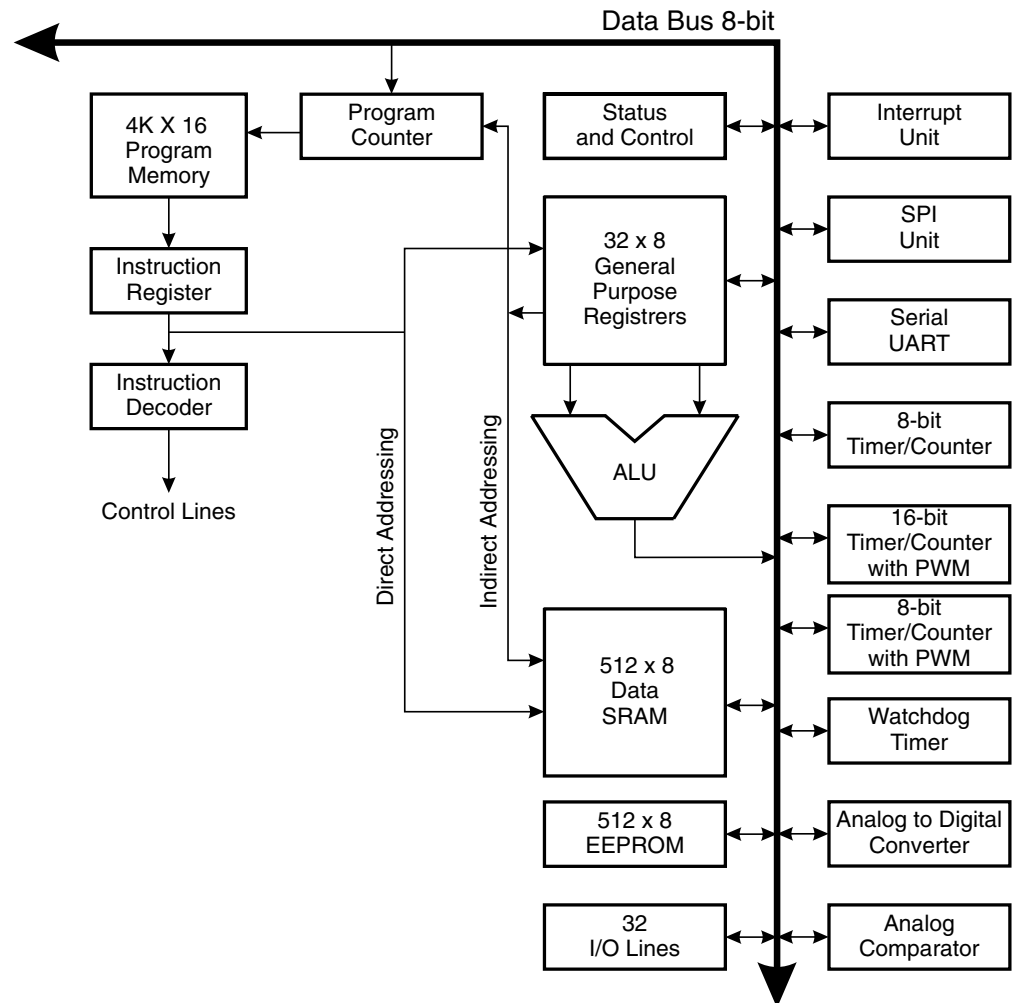 Data Bus 8-bit
4K X 16
Program
Memory
Program
Counter
Status
and Control
Interrupt
Unit
Instruction
Register
32 x 8
General
Purpose
Registrers
SPI
Unit
Serial
UART
Instruction
Decoder
Control Lines
Direct Addressing
Indirect Addressing
ALU
8-bit
Timer/Counter
16-bit
Timer/Counter
with PWM
8-bit
Timer/Counter
with PWM
512 x 8
Data
SRAM
Watchdog
Timer
512 x 8
EEPROM
Analog to Digital
Converter
32
I/O Lines
Analog
Comparator